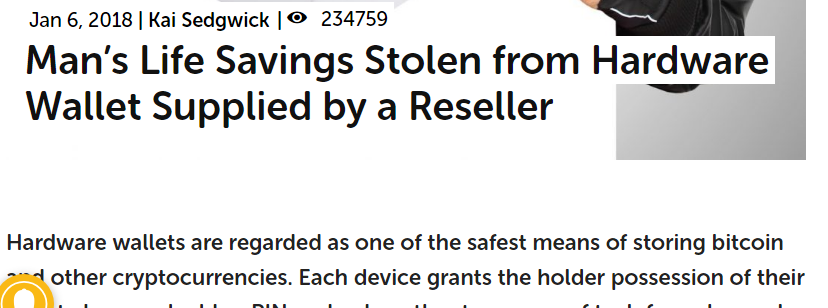 Jan 6, 2018 | Kai Sedgwick | 234759
Man's Life Savings Stolen from Hardware
Wallet Supplied by a Reseller
Hardware wallets are regarded as one of the safest means of storing bitcoin
and other cryptocurrencies. Each device grants the holder possession of their